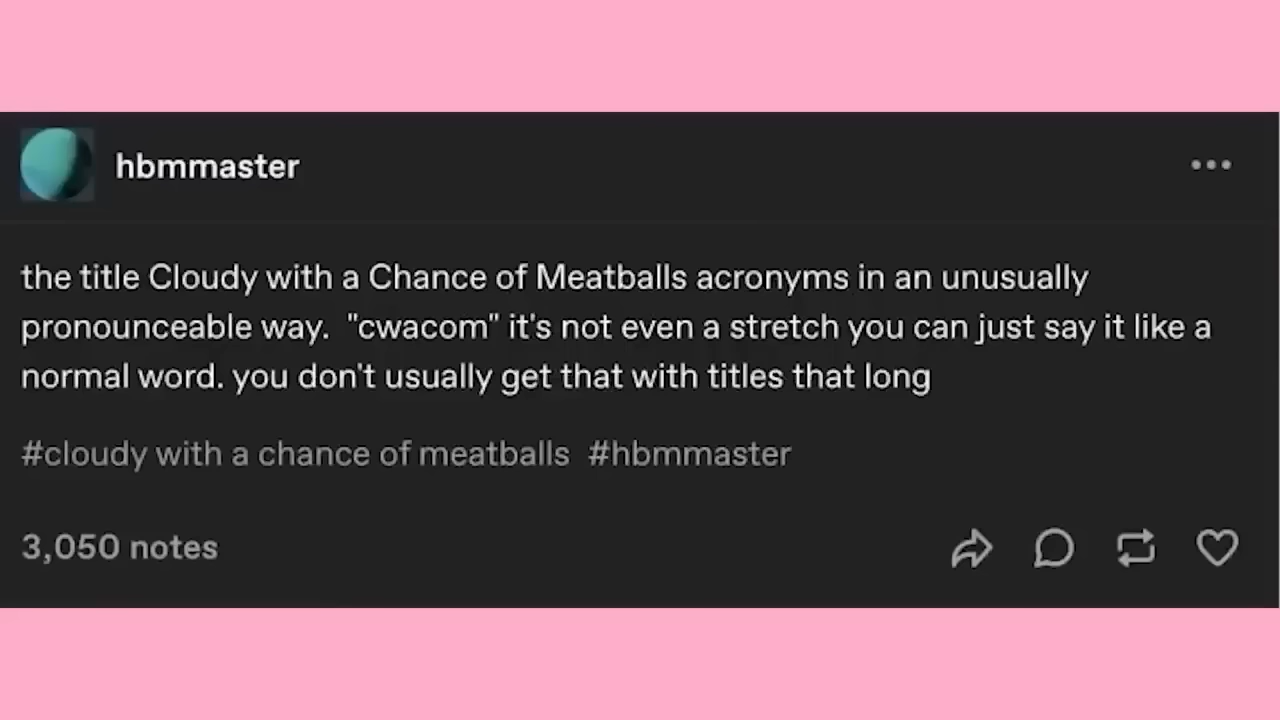 hbmmaster
the title Cloudy with a Chance of Meatballs acronyms in an unusually
pronounceable way.  "cwacom" it's not even a stretch you can just say it like a
normal word. you don't usually get that with titles that long
#cloudy with a chance of meatballs  #hbmmaster
3,050 notes